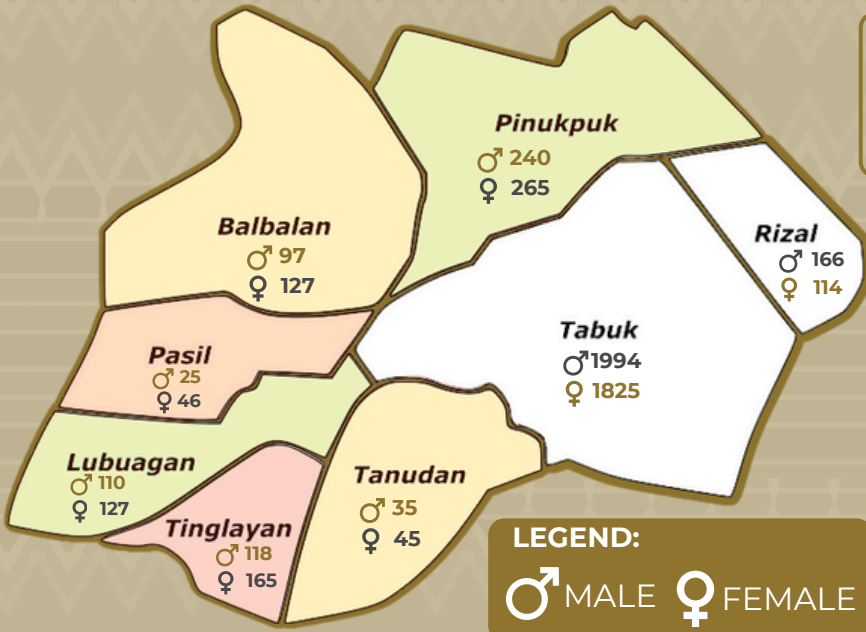 Pinukpuk
♂ 240
♀ 265
Balbalan
♂ 97
♀ 127
Rizal
♂ 166
♀ 114
Tabuk
♂ 1994
♀ 1825
Pasil
♂ 25
♀ 46
Lubuagan
♂ 110
♀ 127
Tanudan
♂ 35
♀ 45
Tinglayan
♂ 118
♀ 165
LEGEND:
♂ MALE ♀ FEMALE